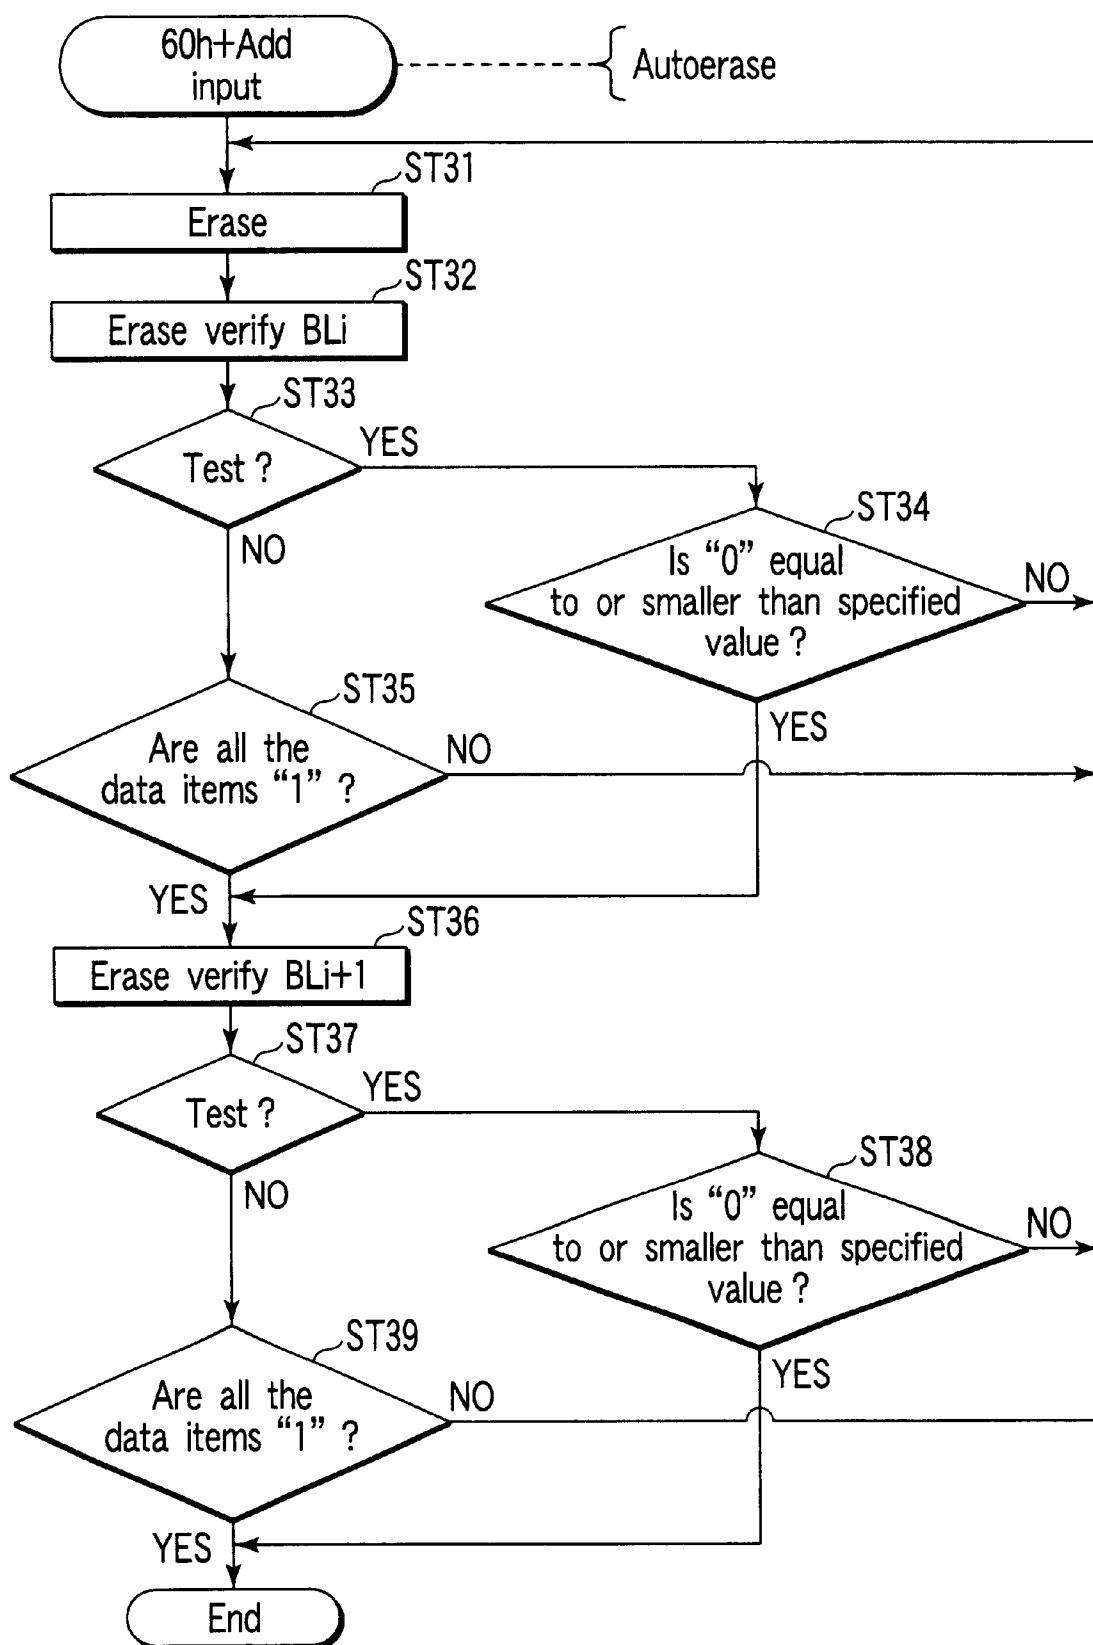 60h+Add
input
Autoerase
ST31
Erase
ST32
Erase verify BLi
ST33
Test ?
YES
NO
ST34
Is “0” equal
to or smaller than specified
value ?
NO
YES
ST35
Are all the
data items “1” ?
NO
YES
ST36
Erase verify BLi+1
ST37
Test ?
YES
NO
ST38
Is “0” equal
to or smaller than specified
value ?
NO
YES
ST39
Are all the
data items “1” ?
NO
YES
End